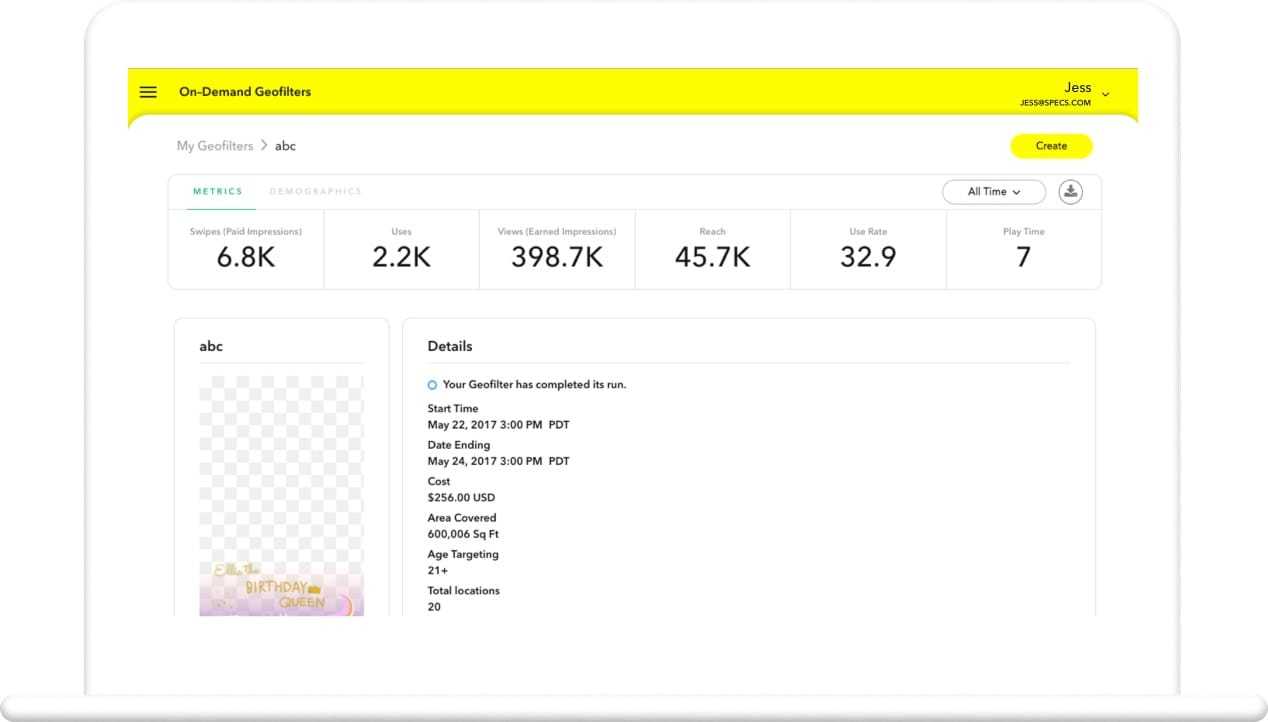 On-Demand Geofilters
Jess
JESS@SPECS.COM
My Geofilters > abc
Create
METRICS
DEMOGRAPHICS
All Time
Swipes (Paid Impressions)
6.8K
Uses
2.2K
Views (Earned Impressions)
398.7K
Reach
45.7K
Use Rate
32.9
Play Time
7
abc
Ellie the
BIRTHDAY
QUEEN
Details
Your Geofilter has completed its run.
Start Time
May 22, 2017 3:00 PM PDT
Date Ending
May 24, 2017 3:00 PM PDT
Cost
$256.00 USD
Area Covered
600,006 Sq Ft
Age Targeting
21+
Total locations
20